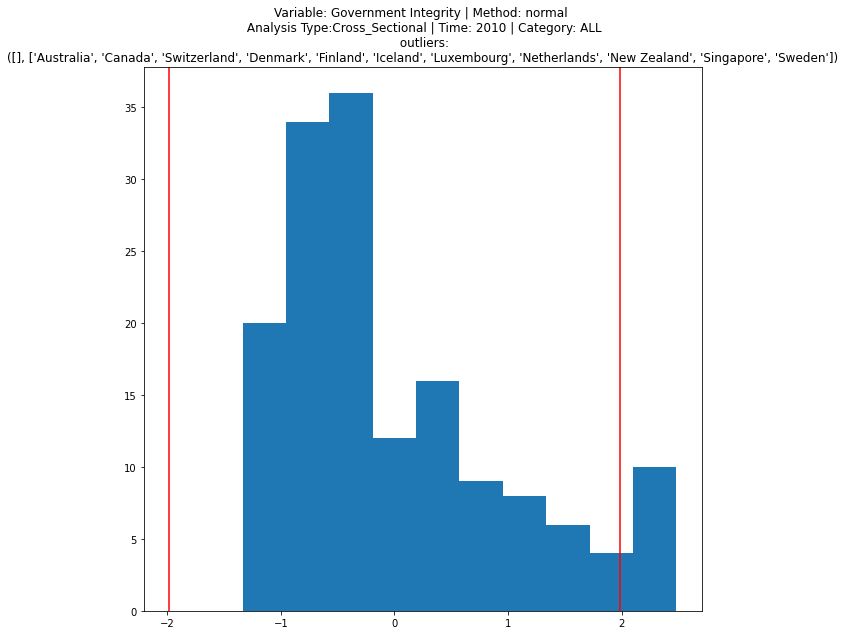 Variable: Government Integrity | Method: normal
Analysis Type:Cross_Sectional | Time: 2010 | Category: ALL
outliers:
([], ['Australia', 'Canada', 'Switzerland', 'Denmark', 'Finland', 'Iceland', 'Luxembourg', 'Netherlands', 'New Zealand', 'Singapore', 'Sweden'])
35
30
25
20
15
10
5
0
−2 −1 0 1 2